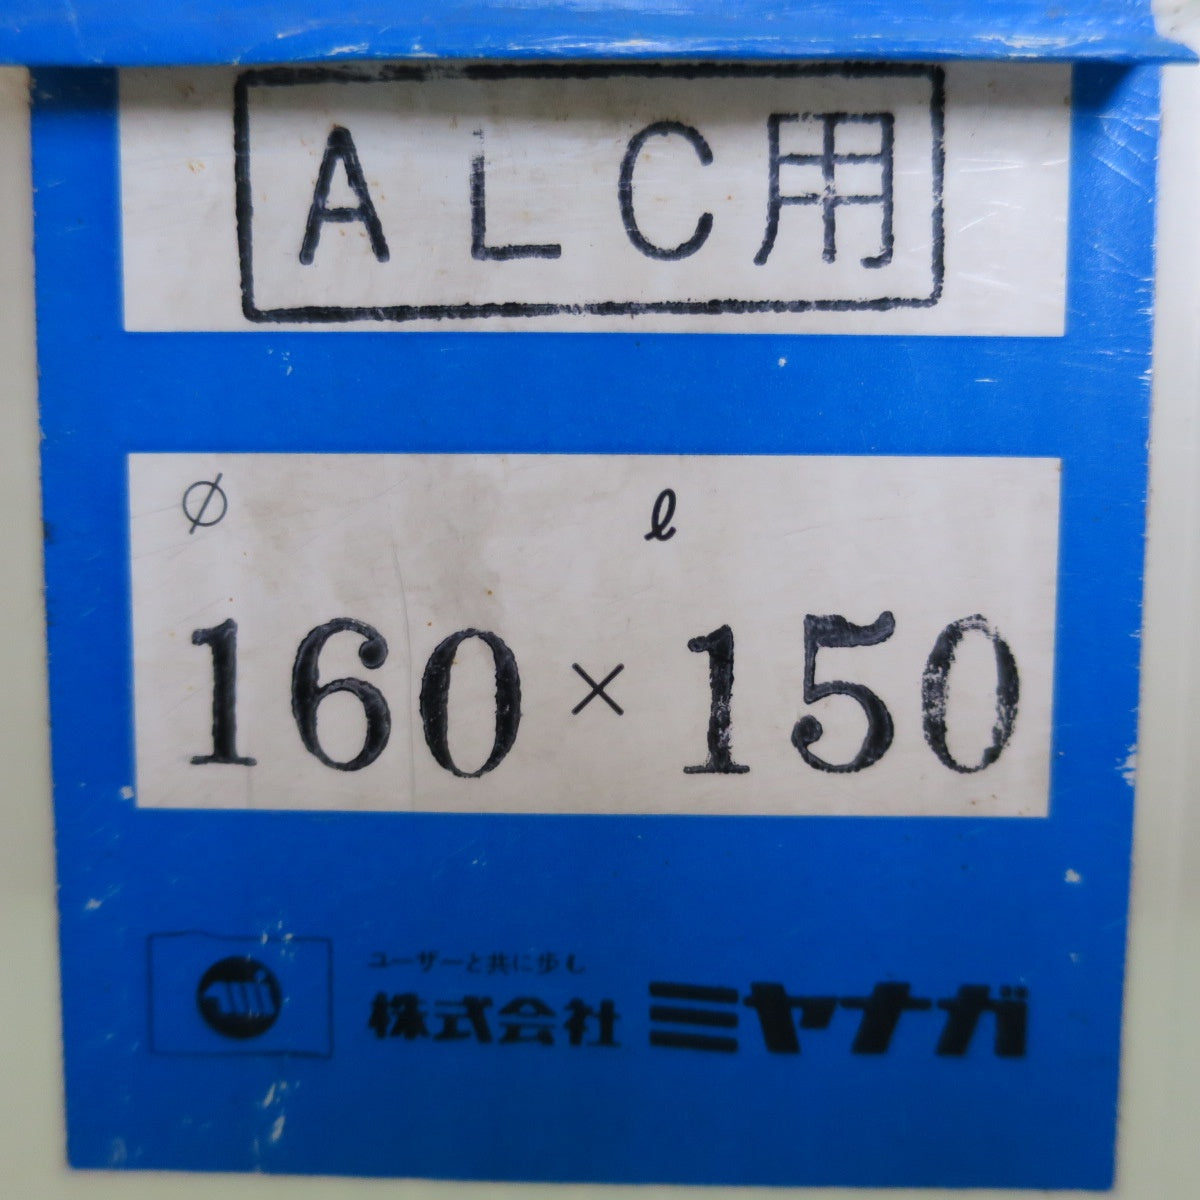 ALC用
φ ℓ
160×150
ユーザーと共に歩む
株式会社ミヤナガ